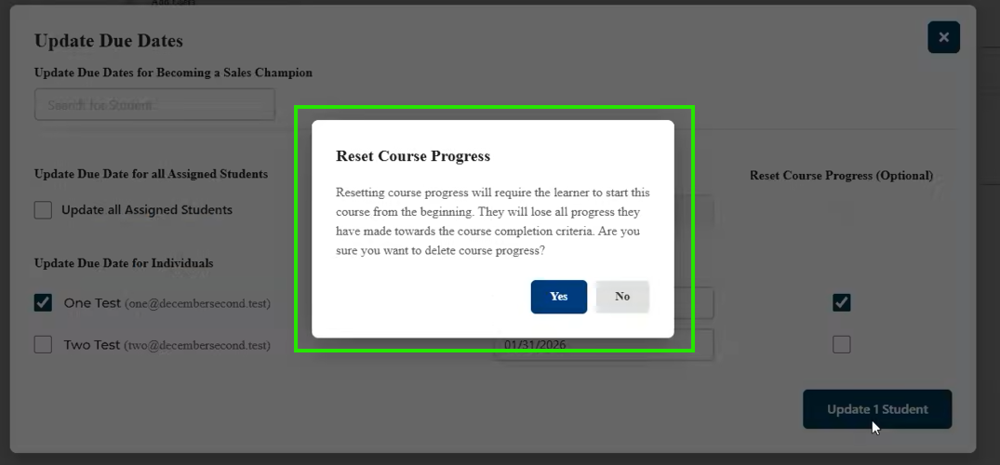 Update Due Dates
Update Due Dates for Becoming a Sales Champion
Search for Student
Update Due Date for all Assigned Students
Reset Course Progress (Optional)
Update all Assigned Students
Reset Course Progress
Resetting course progress will require the learner to start this
course from the beginning. They will lose all progress they
have made towards the course completion criteria. Are you
sure you want to delete course progress?
Yes
No
Update Due Date for Individuals
One Test (one@decembersecond.test)
Two Test (two@decembersecond.test)
01/31/2026
Update 1 Student